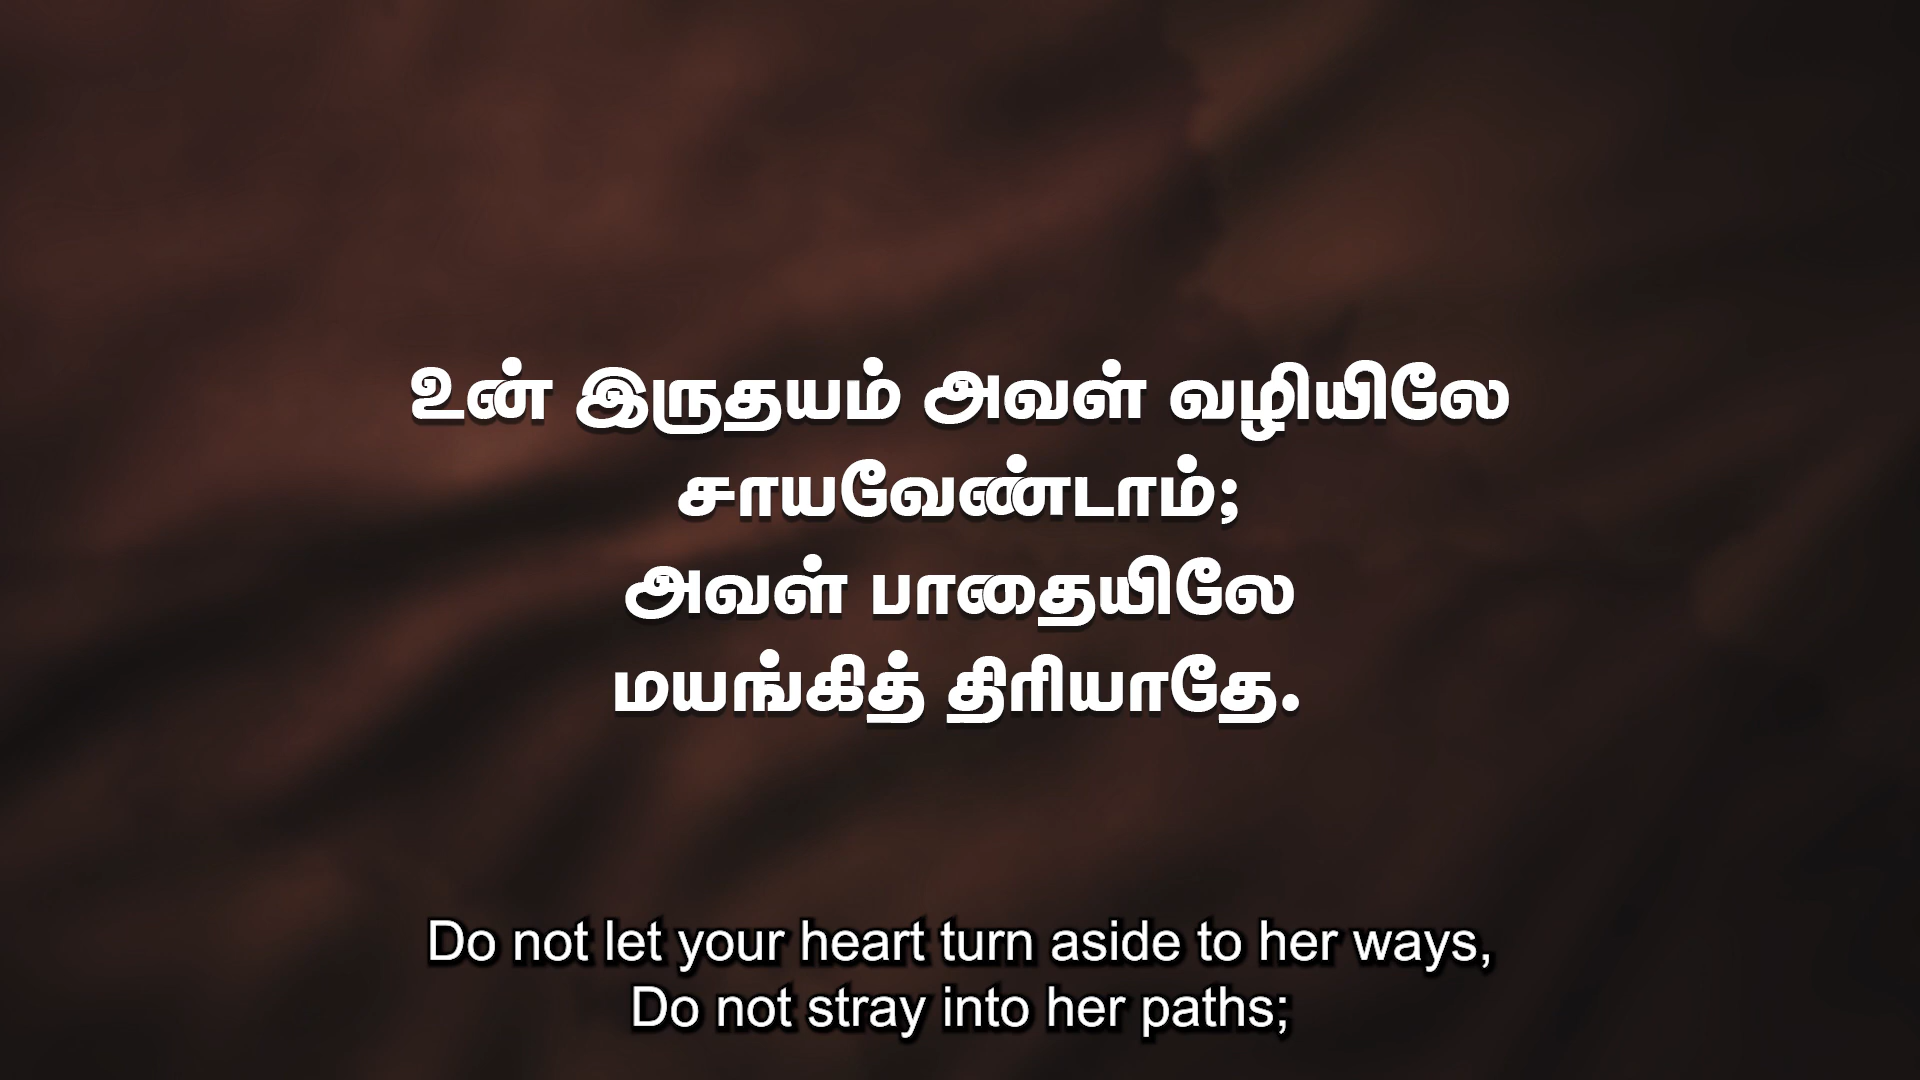 உன் இருதயம் அவள் வழியிலே
சாயவேண்டாம்;
அவள் பாதையிலே
மயங்கித் திரியாதே.
Do not let your heart turn aside to her ways,
Do not stray into her paths;